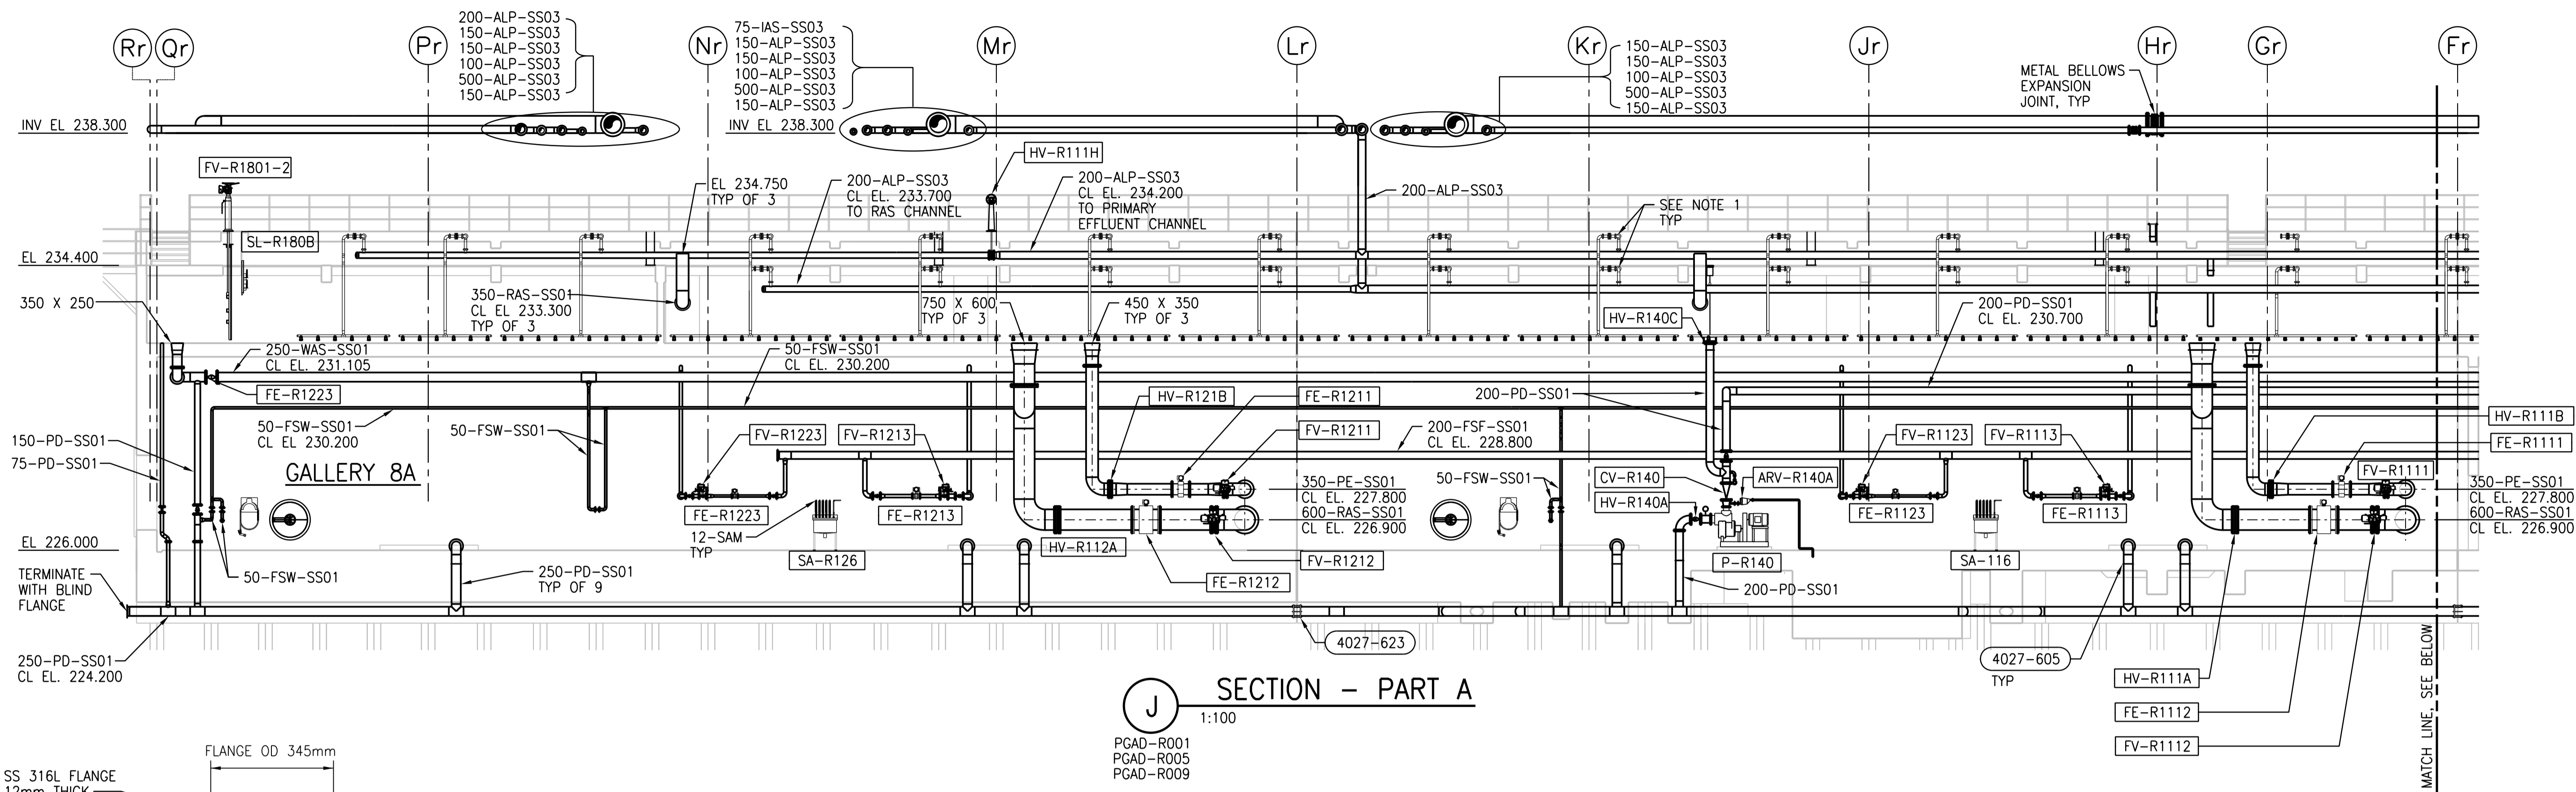 Rr
Qr
Pr
Nr
Mr
Lr
Kr
Jr
Hr
Gr
Fr
200-ALP-SS03
150-ALP-SS03
150-ALP-SS03
100-ALP-SS03
500-ALP-SS03
150-ALP-SS03
75-IAS-SS03
150-ALP-SS03
150-ALP-SS03
100-ALP-SS03
500-ALP-SS03
150-ALP-SS03
150-ALP-SS03
150-ALP-SS03
100-ALP-SS03
500-ALP-SS03
150-ALP-SS03
METAL BELLOWS
EXPANSION
JOINT, TYP
INV EL 238.300
INV EL 238.300
FV-R1801-2
HV-R111H
EL 234.750
TYP OF 3
200-ALP-SS03
CL EL. 233.700
TO RAS CHANNEL
200-ALP-SS03
CL EL. 234.200
TO PRIMARY
EFFLUENT CHANNEL
200-ALP-SS03
SEE NOTE 1
TYP
SL-R180B
EL 234.400
350 X 250
350-RAS-SS01
CL EL 233.300
TYP OF 3
750 X 600
TYP OF 3
450 X 350
TYP OF 3
HV-R140C
200-PD-SS01
CL EL. 230.700
250-WAS-SS01
CL EL. 231.105
50-FSW-SS01
CL EL. 230.200
FE-R1223
HV-R121B
FE-R1211
200-PD-SS01
HV-R111B
150-PD-SS01
50-FSW-SS01
CL EL 230.200
50-FSW-SS01
FV-R1223
FV-R1213
FV-R1211
200-FSF-SS01
CL EL. 228.800
FV-R1123
FV-R1113
FE-R1111
75-PD-SS01
GALLERY 8A
CV-R140
ARV-R140A
50-FSW-SS01
FV-R1111
350-PE-SS01
CL EL. 227.800
600-RAS-SS01
CL EL. 226.900
350-PE-SS01
CL EL. 227.800
600-RAS-SS01
CL EL. 226.900
HV-R140A
FE-R1223
FE-R1213
FE-R1123
FE-R1113
12-SAM
TYP
EL 226.000
HV-R112A
SA-R126
FV-R1212
P-R140
SA-116
TERMINATE
WITH BLIND
FLANGE
50-FSW-SS01
250-PD-SS01
TYP OF 9
FE-R1212
200-PD-SS01
4027-623
4027-605
TYP
250-PD-SS01
CL EL. 224.200
HV-R111A
FE-R1112
FV-R1112
MATCH LINE, SEE BELOW
J
SECTION - PART A
1:100
PGAD-R001
PGAD-R005
PGAD-R009
FLANGE OD 345mm
SS 316L FLANGE
12mm THICK